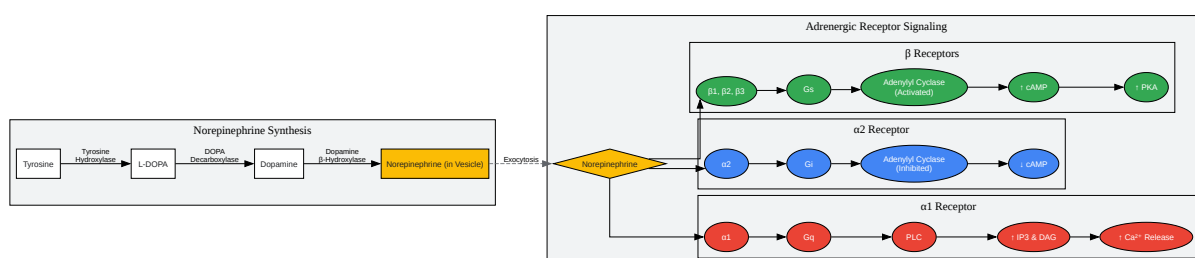 Adrenergic Receptor Signaling
β Receptors
β1, β2, β3
Gs
Adenylyl Cyclase
(Activated)
↑ cAMP
↑ PKA
Norepinephrine Synthesis
Tyrosine
Tyrosine
Hydroxylase
L-DOPA
DOPA
Decarboxylase
Dopamine
Dopamine
β-Hydroxylase
Norepinephrine (in Vesicle)
Exocytosis
Norepinephrine
α2 Receptor
α2
Gi
Adenylyl Cyclase
(Inhibited)
↓ cAMP
α1 Receptor
α1
Gq
PLC
↑ IP3 & DAG
↑ Ca²⁺ Release